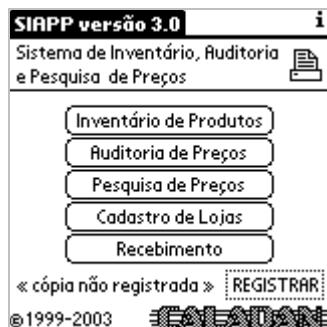 SIAPP versão 3.0 i
Sistema de Inventário, Auditoria
e Pesquisa de Preços
Inventário de Produtos
Auditoria de Preços
Pesquisa de Preços
Cadastro de Lojas
Recebimento
« cópia não registrada » REGISTRAR
©1999-2003 CALADAN